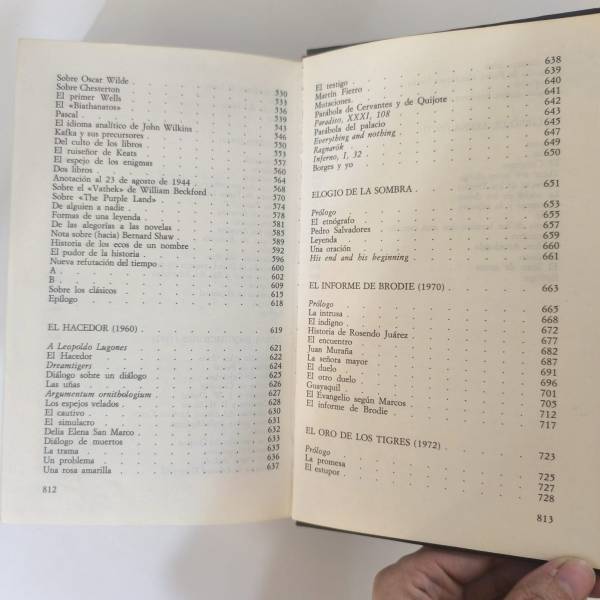 Sobre Oscar Wilde . 530
Sobre Chesterton . 533
El primer Wells . 536
El «Biathanatos» . 539
Pascal . 543
El idioma analítico de John Wilkins . 546
Kafka y sus precursores . 550
Del culto de los libros . 553
El ruiseñor de Keats . 557
El espejo de los enigmas . 560
Dos libros . 564
Anotación al 23 de agosto de 1944 . 568
Sobre el «Vathek» de William Beckford . 570
Sobre «The Purple Land» . 574
De alguien a nadie . 578
Formas de una leyenda . 581
De las alegorías a las novelas . 585
Nota sobre (hacia) Bernard Shaw . 589
Historia de los ecos de un nombre . 592
El pudor de la historia . 596
Nueva refutación del tiempo . 600
A . 602
B . 609
Sobre los clásicos . 615
Epílogo . 618
EL HACEDOR (1960) . 619
A Leopoldo Lugones . 621
El Hacedor . 622
Dreamtigers . 624
Diálogo sobre un diálogo . 625
Las uñas . 626
Argumentum ornithologium . 627
Los espejos velados . 628
El cautivo . 630
El simulacro . 631
Delia Elena San Marco . 632
Diálogo de muertos . 633
La trama . 635
Un problema . 636
Una rosa amarilla . 637
812
El testigo . 638
Martín Fierro . 639
Mutaciones . 640
Parábola de Cervantes y de Quijote . 641
Paradiso, XXXI, 108 . 642
Parábola del palacio . 643
Everything and nothing . 645
Ragnarök . 647
Inferno, I, 32 . 649
Borges y yo . 650
ELOGIO DE LA SOMBRA . 651
Prólogo . 653
El etnógrafo . 655
Pedro Salvadores . 657
Leyenda .
Una oración . 660
His end and his beginning . 661
EL INFORME DE BRODIE (1970) . 663
Prólogo . 665
La intrusa . 668
El indigno . 672
Historia de Rosendo Juárez . 677
El encuentro . 682
Juan Muraña . 687
La señora mayor . 691
El duelo . 696
El otro duelo . 701
Guayaquil . 705
El Evangelio según Marcos . 712
El informe de Brodie . 717
EL ORO DE LOS TIGRES (1972) . 723
Prólogo . 725
La promesa . 727
El estupor . 728
813